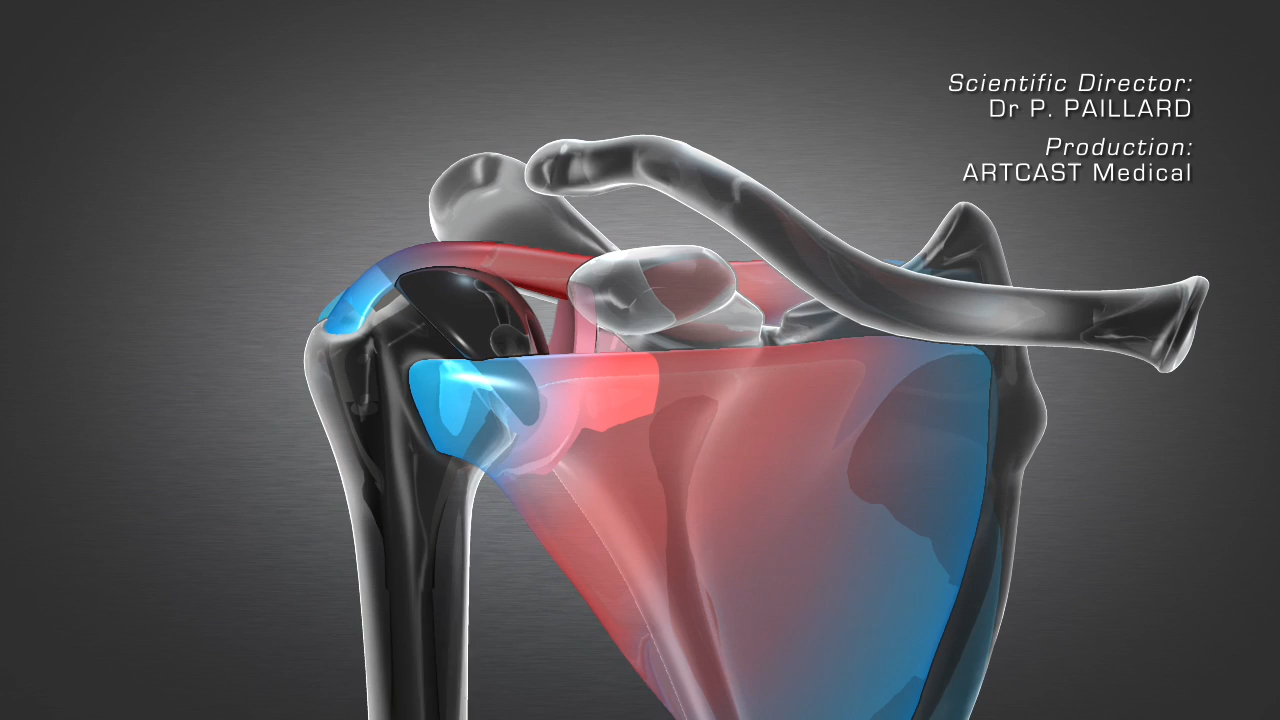 Scientific Director:
Dr P. PAILLARD
Production:
ARTCAST Medical